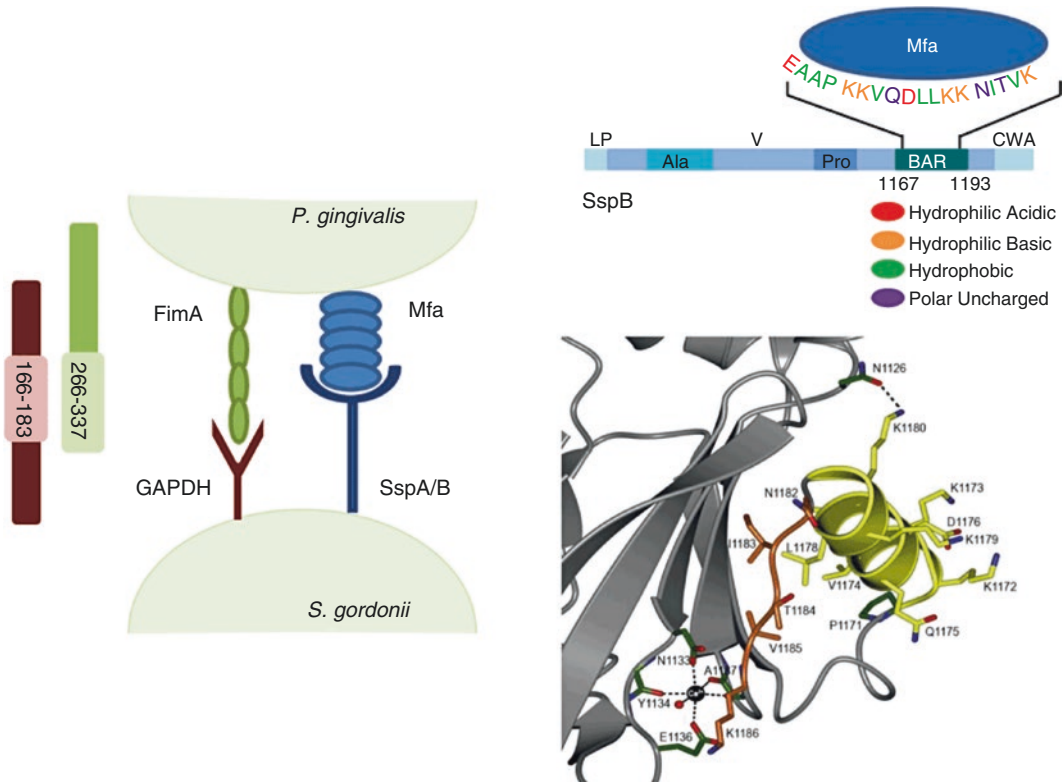 P. gingivalis
FimA
Mfa
166-183
266-337
GAPDH
SspA/B
S. gordonii
Mfa
EAAP KKVQDLLKK NITVK
LP
V
CWA
Ala
Pro
BAR
1167
1193
SspB
Hydrophilic Acidic
Hydrophilic Basic
Hydrophobic
Polar Uncharged
N1126
K1180
N1182
K1173
D1176
K1179
I1183
L1178
V1174
K1172
T1184
P1171
Q1175
V1185
N1133
Y1134
E1136
K1186